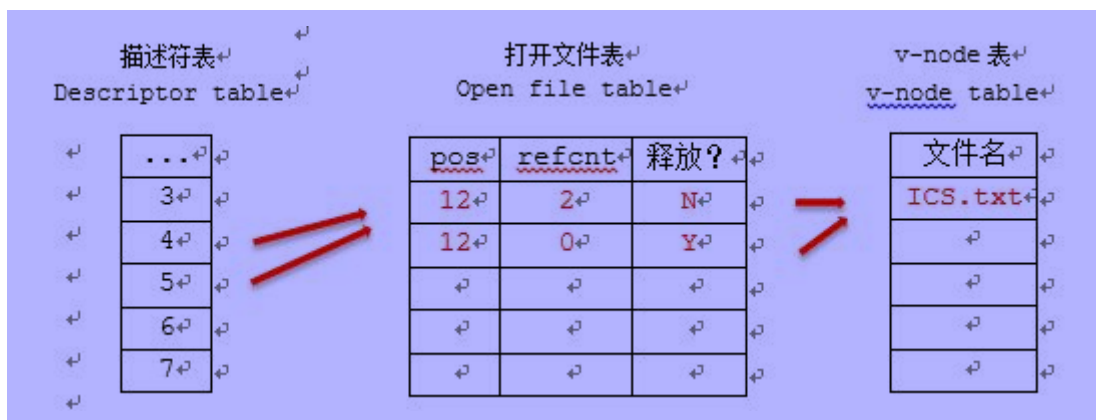 描述符表
Descriptor table
打开文件表
Open file table
v-node 表
v-node table
...
3
4
5
6
7
pos refcnt 释放？
12 2 N
12 0 Y
文件名
ICS.txt